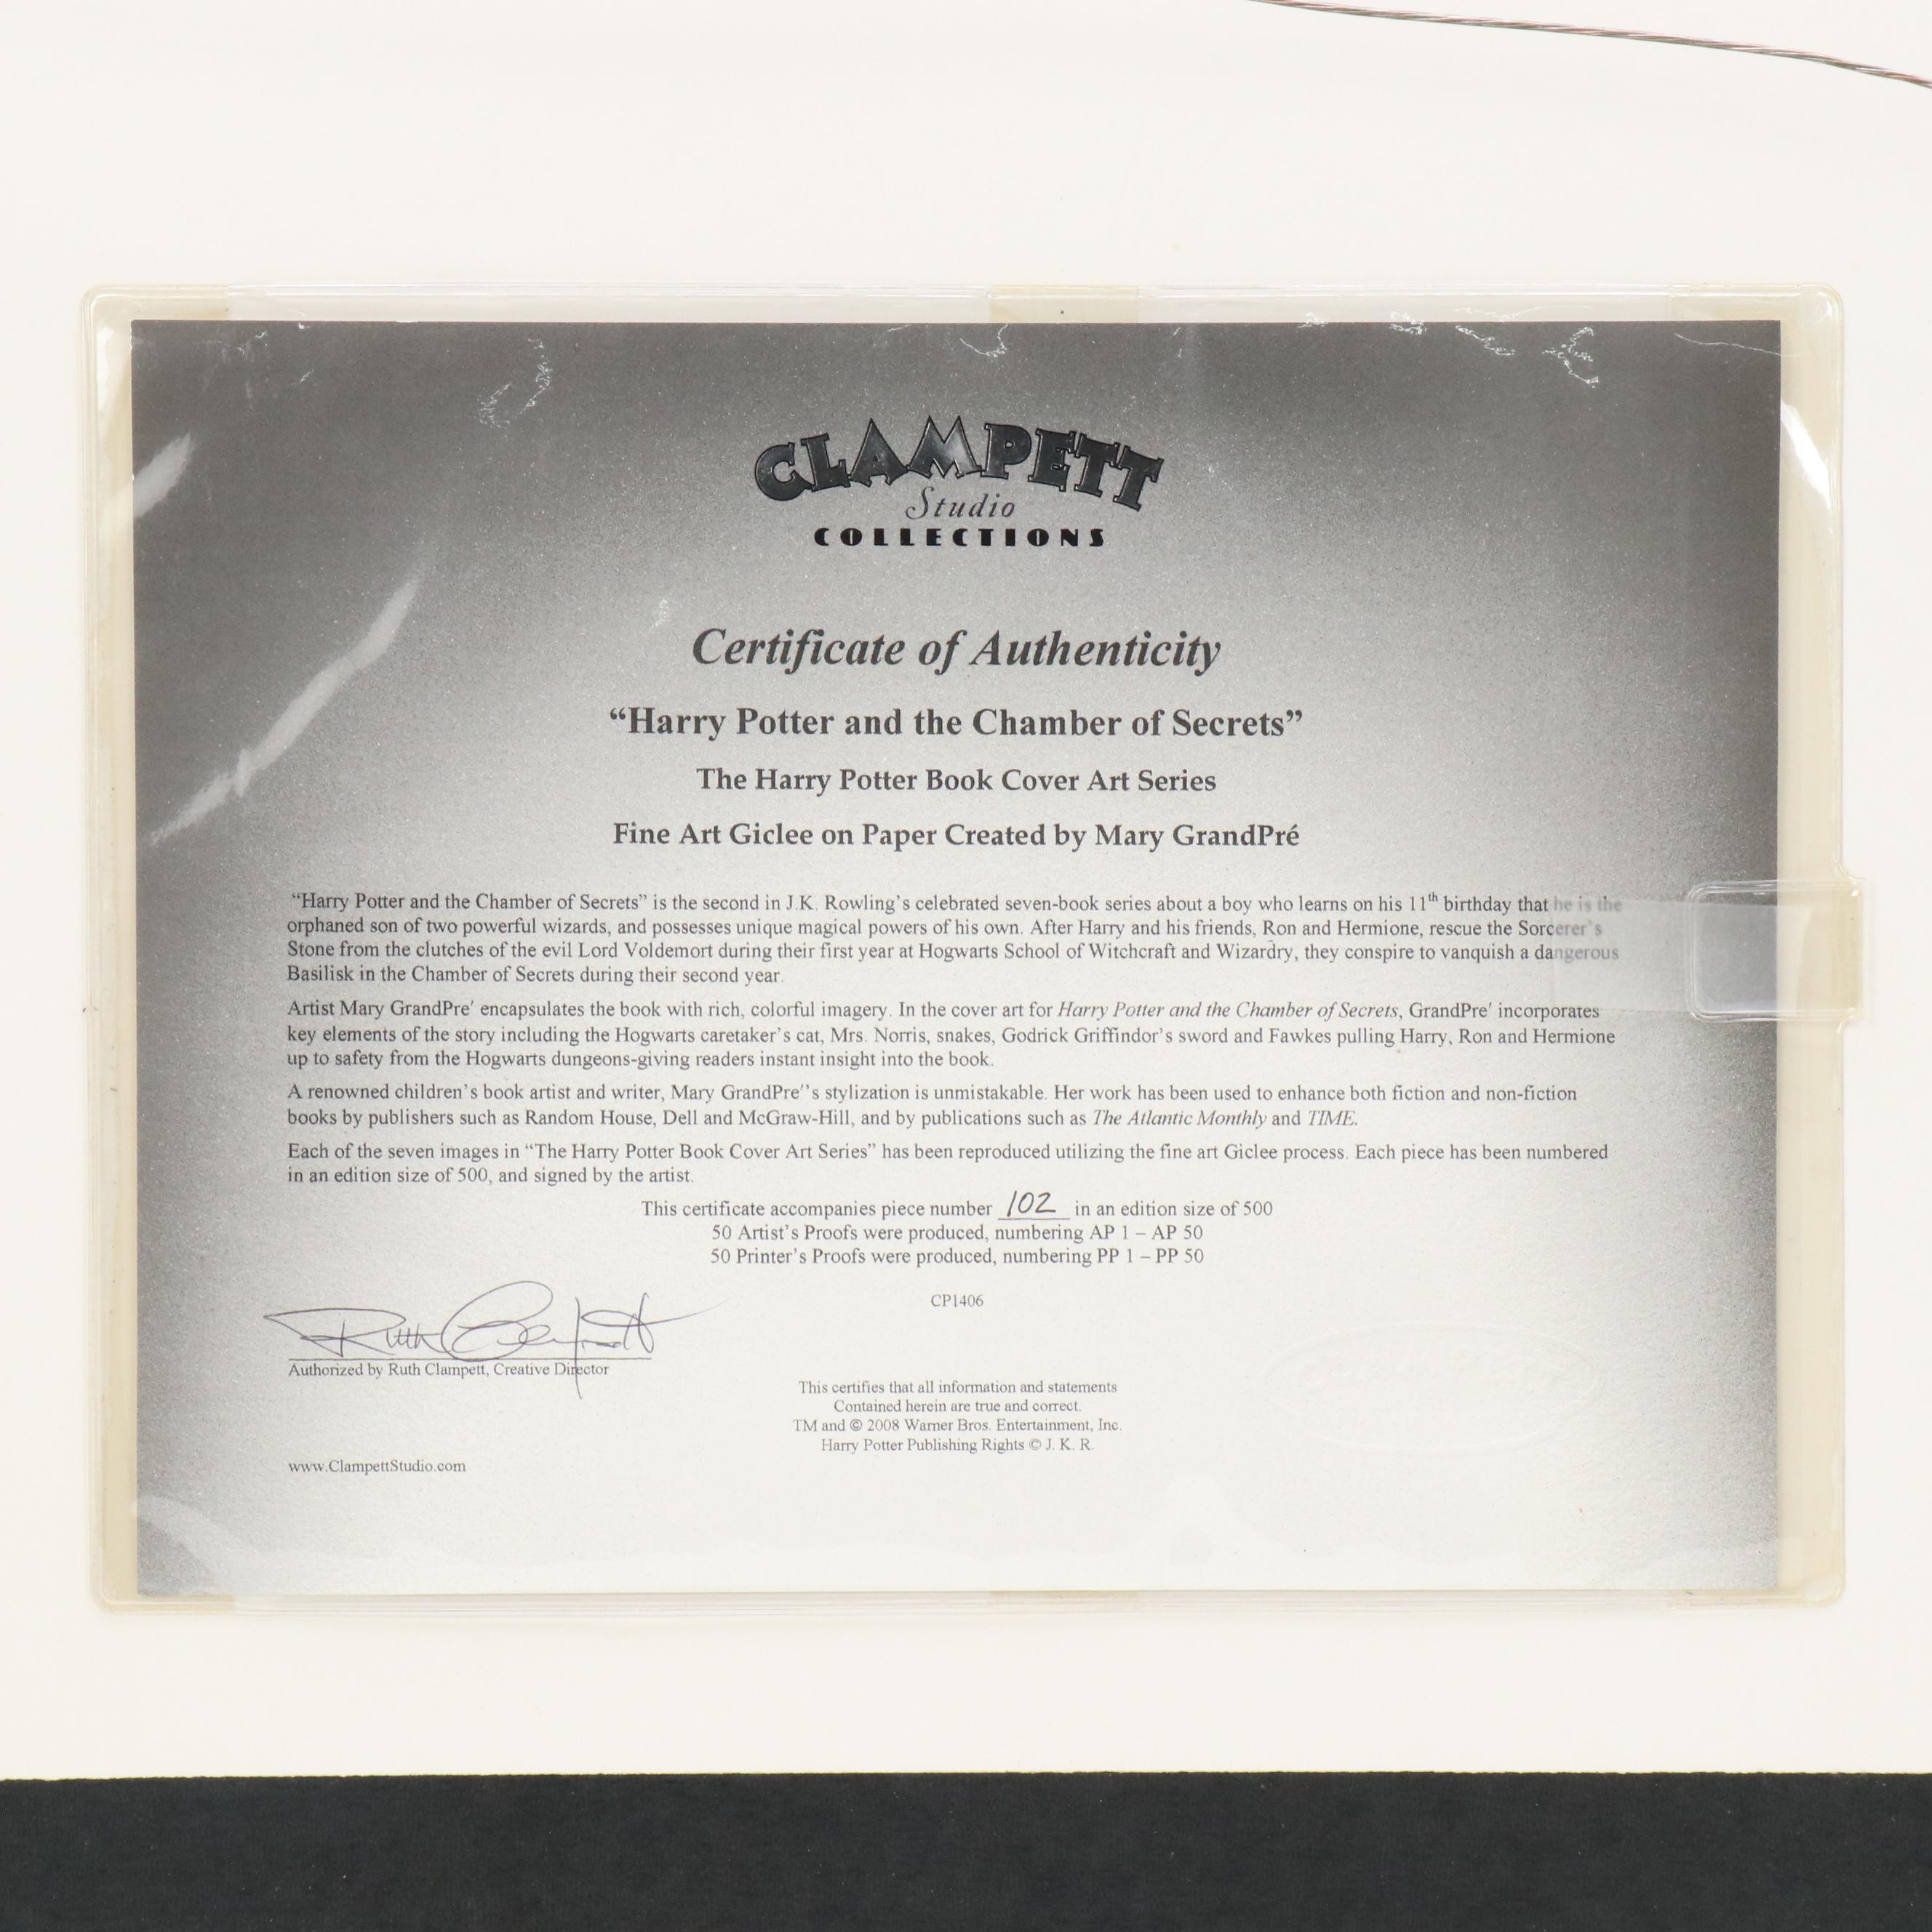 CLAMPETT
Studio
COLLECTIONS
Certificate of Authenticity
“Harry Potter and the Chamber of Secrets”
The Harry Potter Book Cover Art Series
Fine Art Giclee on Paper Created by Mary GrandPré
“Harry Potter and the Chamber of Secrets” is the second in J.K. Rowling’s celebrated seven-book series about a boy who learns on his 11th birthday that he is the
orphaned son of two powerful wizards, and possesses unique magical powers of his own. After Harry and his friends, Ron and Hermione, rescue the Sorcerer’s
Stone from the clutches of the evil Lord Voldemort during their first year at Hogwarts School of Witchcraft and Wizardry, they conspire to vanquish a dangerous
Basilisk in the Chamber of Secrets during their second year.
Artist Mary GrandPre′ encapsulates the book with rich, colorful imagery. In the cover art for Harry Potter and the Chamber of Secrets, GrandPre′ incorporates
key elements of the story including the Hogwarts caretaker’s cat, Mrs. Norris, snakes, Godrick Griffindor’s sword and Fawkes pulling Harry, Ron and Hermione
up to safety from the Hogwarts dungeons-giving readers instant insight into the book.
A renowned children’s book artist and writer, Mary GrandPre′’s stylization is unmistakable. Her work has been used to enhance both fiction and non-fiction
books by publishers such as Random House, Dell and McGraw-Hill, and by publications such as The Atlantic Monthly and TIME.
Each of the seven images in “The Harry Potter Book Cover Art Series” has been reproduced utilizing the fine art Giclee process. Each piece has been numbered
in an edition size of 500, and signed by the artist.
This certificate accompanies piece number 102 in an edition size of 500
50 Artist’s Proofs were produced, numbering AP 1 – AP 50
50 Printer’s Proofs were produced, numbering PP 1 – PP 50
CP1406
Ruth Clampett
Authorized by Ruth Clampett, Creative Director
This certifies that all information and statements
Contained herein are true and correct.
TM and © 2008 Warner Bros. Entertainment, Inc.
Harry Potter Publishing Rights © J. K. R.
www.ClampettStudio.com